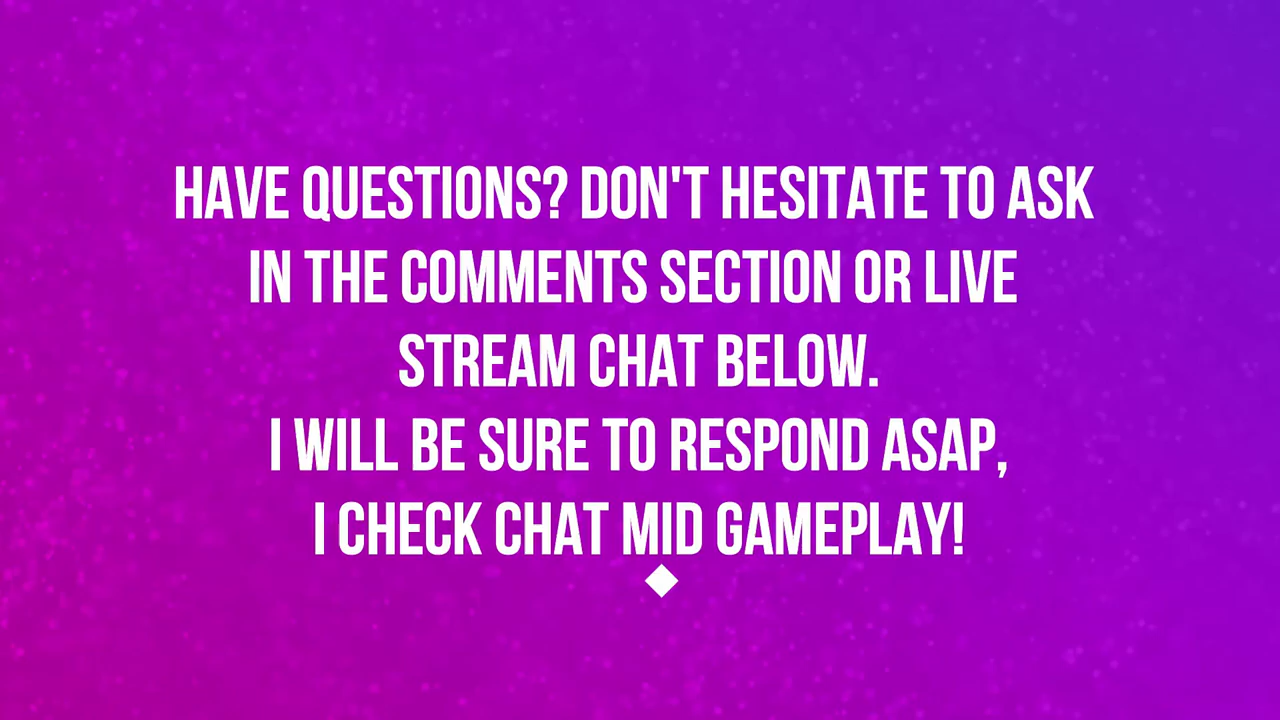 HAVE QUESTIONS? DON'T HESITATE TO ASK
IN THE COMMENTS SECTION OR LIVE
STREAM CHAT BELOW.
I WILL BE SURE TO RESPOND ASAP,
I CHECK CHAT MID GAMEPLAY!